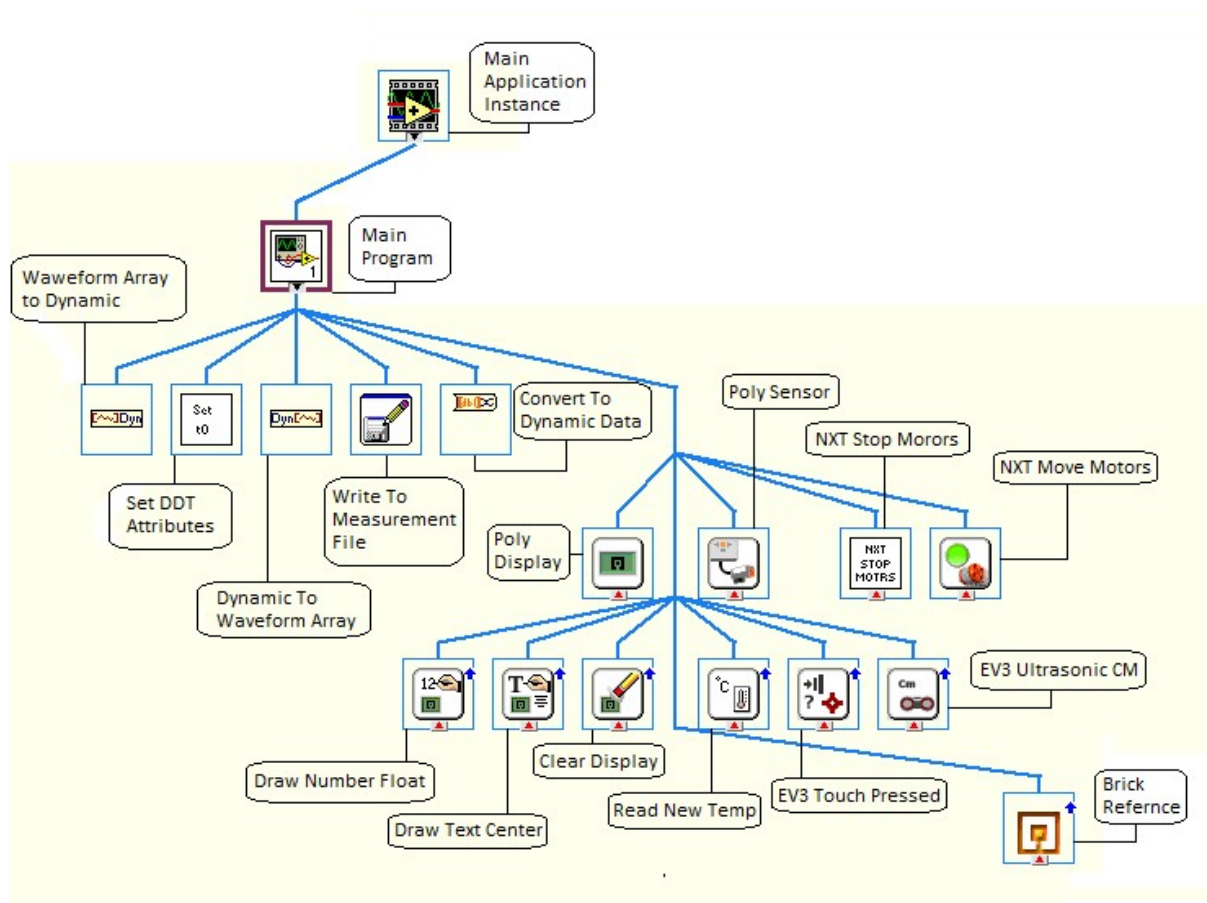 Main
Application
Instance
Main
Program
1
Waweform Array
to Dynamic
Dyn
Set
t0
Dyn
Convert To
Dynamic Data
Poly Sensor
NXT Stop Morors
NXT Move Motors
Set DDT
Attributes
Write To
Measurement
File
Poly
Display
NXT
STOP
MOTRS
Dynamic To
Waveform Array
12
T
°C
?
Cm
EV3 Ultrasonic CM
Draw Number Float
Clear Display
EV3 Touch Pressed
Brick
Refernce
Draw Text Center
Read New Temp